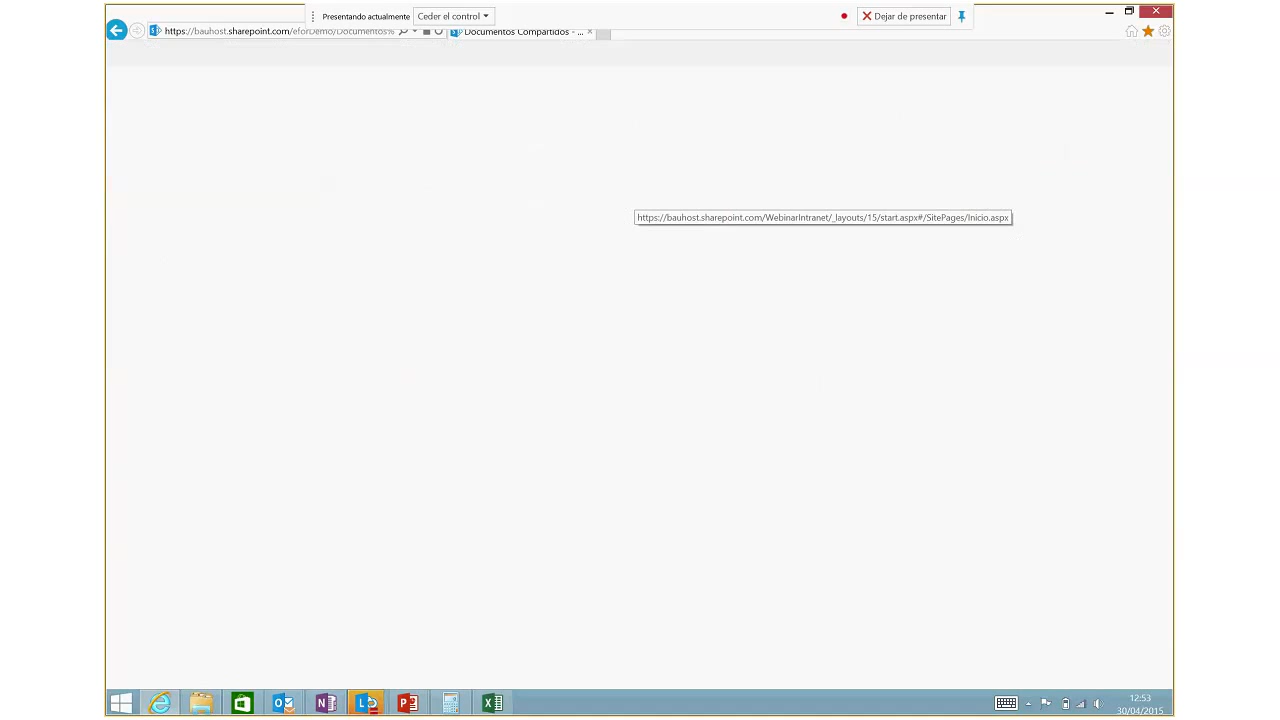 Presentando actualmente
Ceder el control
Dejar de presentar
https://bauhost.sharepoint.com/eforDemo/Documentos%
Documentos Compartidos - ...
https://bauhost.sharepoint.com/WebinarIntranet/_layouts/15/start.aspx#/SitePages/Inicio.aspx
12:53
30/04/2015